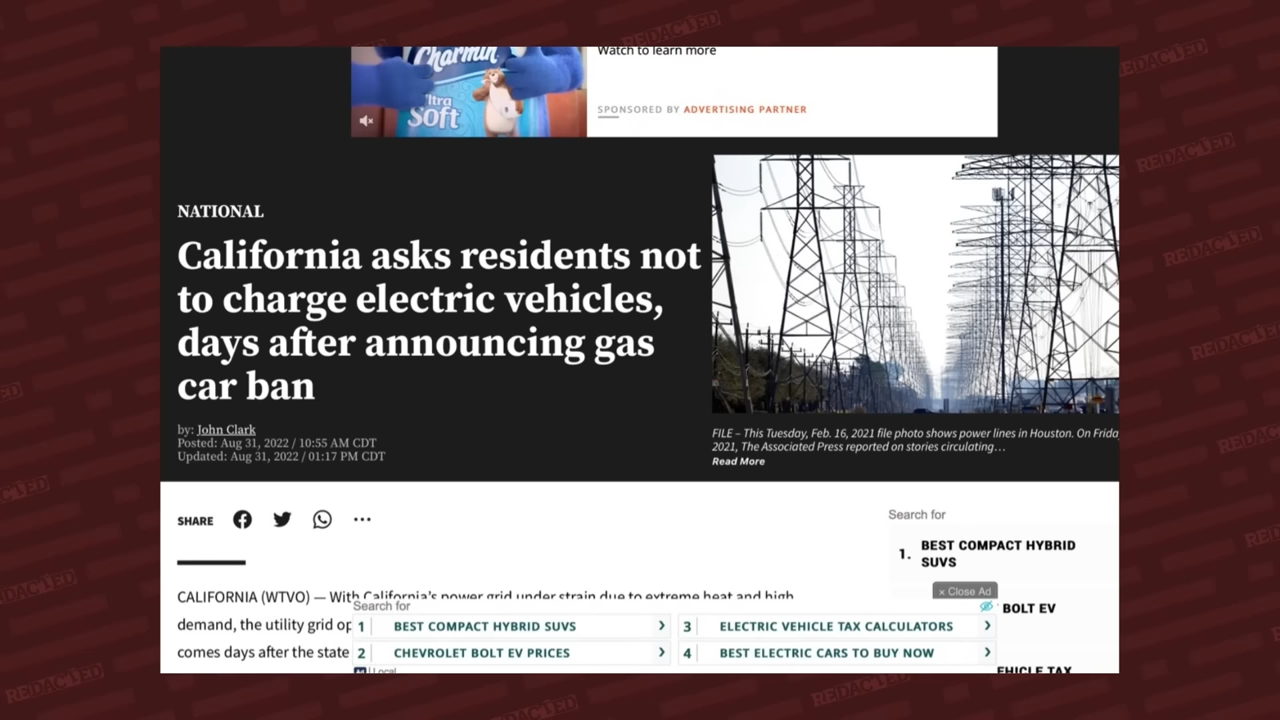 REDACTED
Charmin
Watch to learn more
Ultra
Soft
SPONSORED BY ADVERTISING PARTNER
NATIONAL
California asks residents not
to charge electric vehicles,
days after announcing gas
car ban
by: John Clark
Posted: Aug 31, 2022 / 10:55 AM CDT
Updated: Aug 31, 2022 / 01:17 PM CDT
FILE – This Tuesday, Feb. 16, 2021 file photo shows power lines in Houston. On Frida
2021, The Associated Press reported on stories circulating…
Read More
SHARE
Search for
1. BEST COMPACT HYBRID
SUVS
× Close Ad
BOLT EV
EHICLE TAX
CALIFORNIA (WTVO) — With California's power grid under strain due to extreme heat and high
demand, the utility grid op
comes days after the state
Search for
1 BEST COMPACT HYBRID SUVS
2 CHEVROLET BOLT EV PRICES
3 ELECTRIC VEHICLE TAX CALCULATORS
4 BEST ELECTRIC CARS TO BUY NOW
Ad | Local